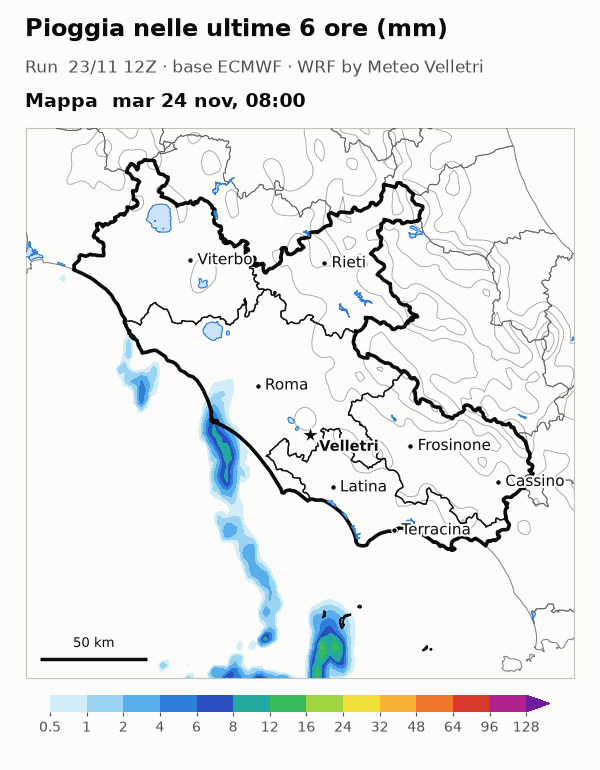 Pioggia nelle ultime 6 ore (mm)
Run 23/11 12Z · base ECMWF · WRF by Meteo Velletri
Mappa mar 24 nov, 08:00
Viterbo
Rieti
Roma
Velletri
Frosinone
Latina
Cassino
Terracina
50 km
0.5 1 2 4 6 8 12 16 24 32 48 64 96 128